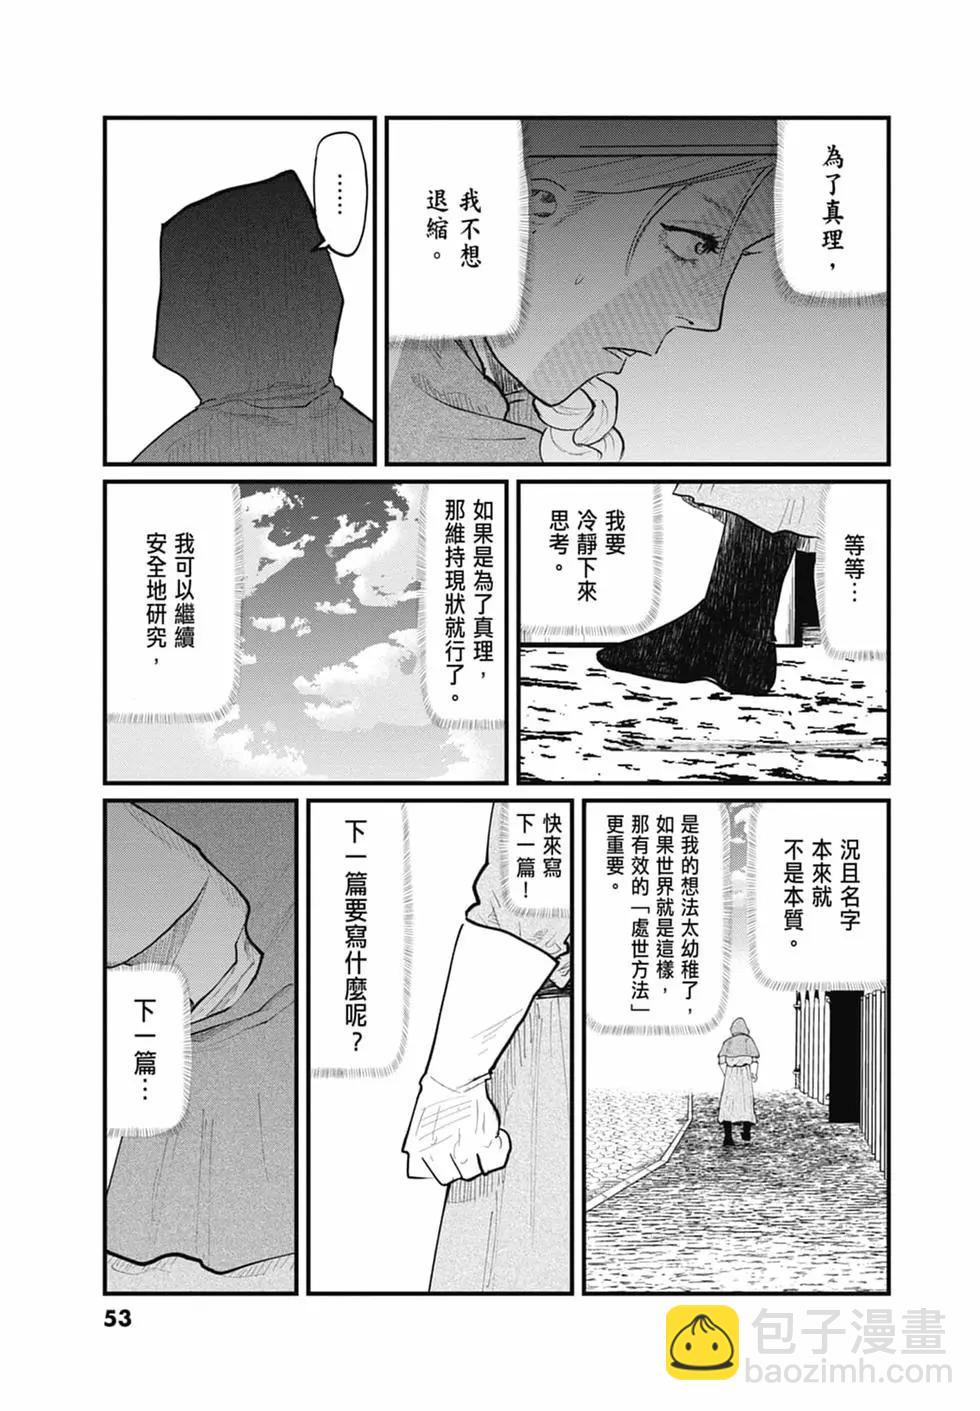 為了真理，
我不想
退縮。
……
等等…
我要
冷靜下來
思考。
如果是為了真理，
那維持現狀就行了。
我可以繼續
安全地研究，
況且名字
本來就
不是本質。
是我的想法太幼稚了，
如果世界就是這樣，
那有效的「處世方法」
更重要。
快來寫
下一篇！
下一篇要寫什麼呢？
下一篇…
53
包子漫畫
baozimh.com